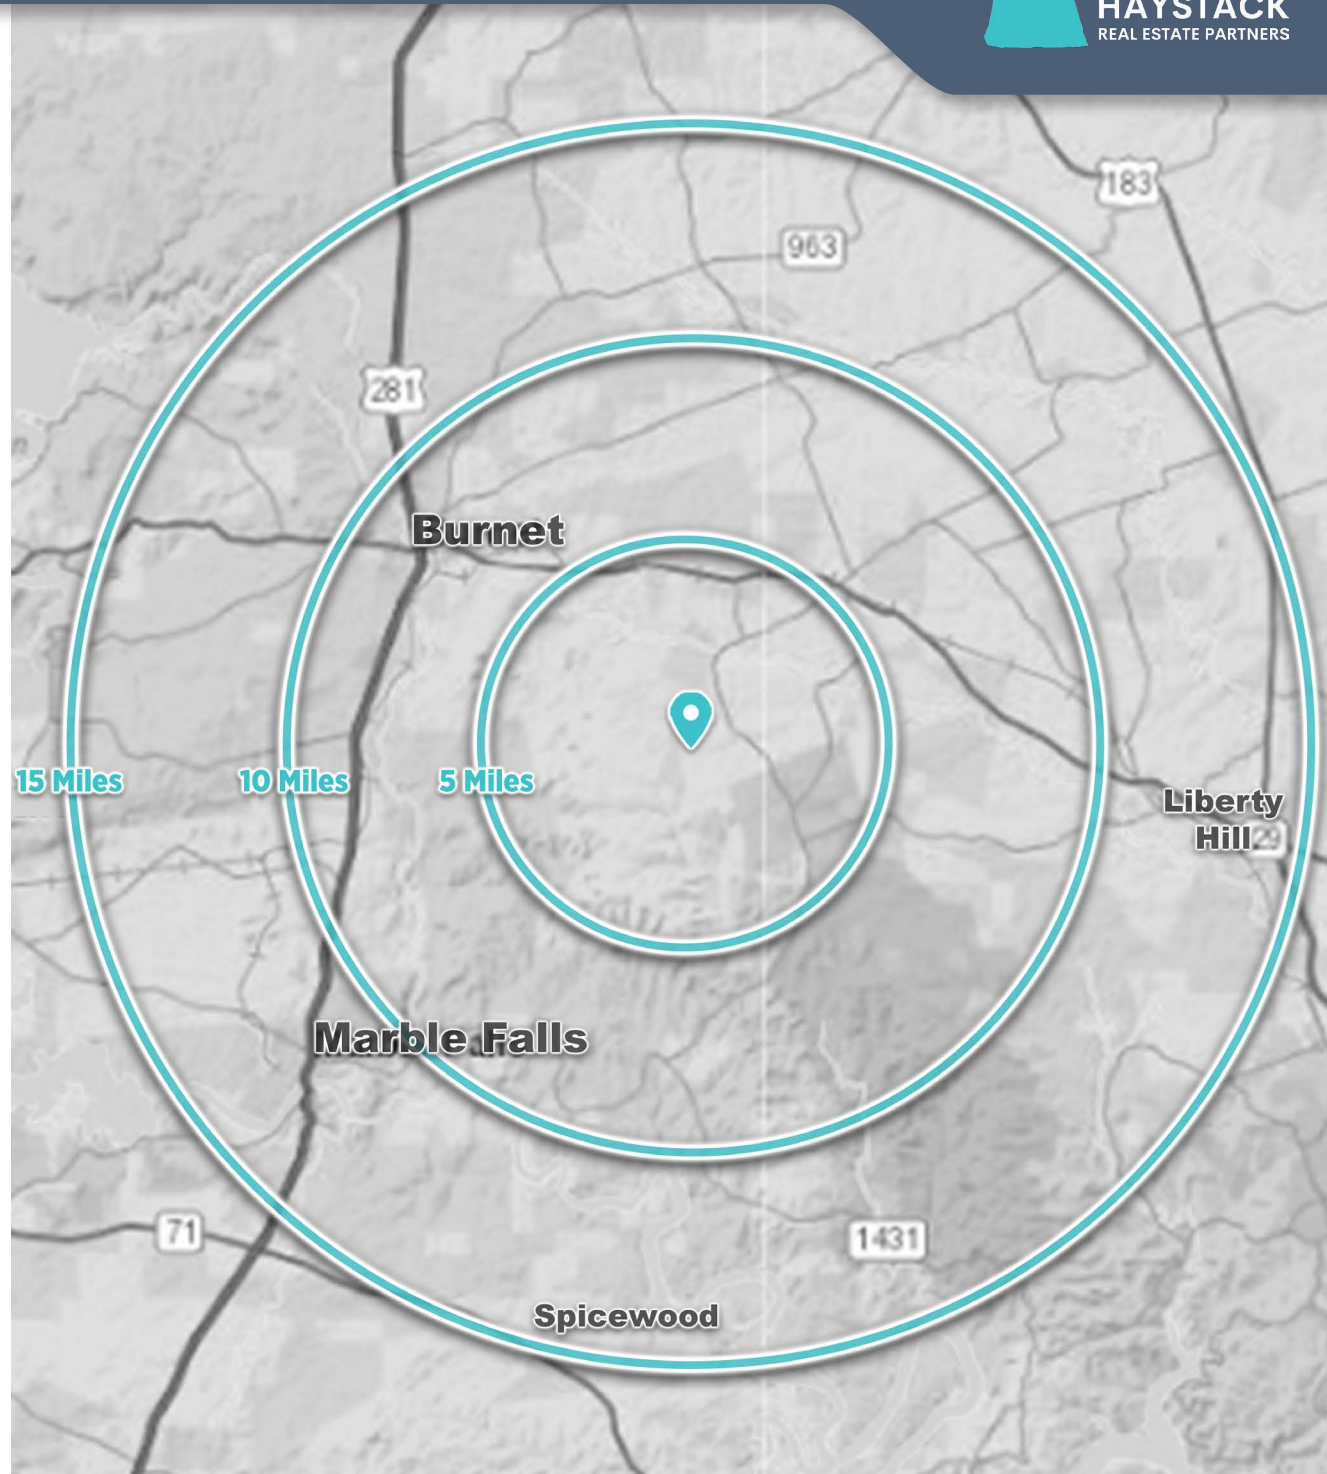 HAYSTACK
REAL ESTATE PARTNERS
183
963
281
Burnet
15 Miles
10 Miles
5 Miles
Liberty
Hill
29
Marble Falls
71
1431
Spicewood